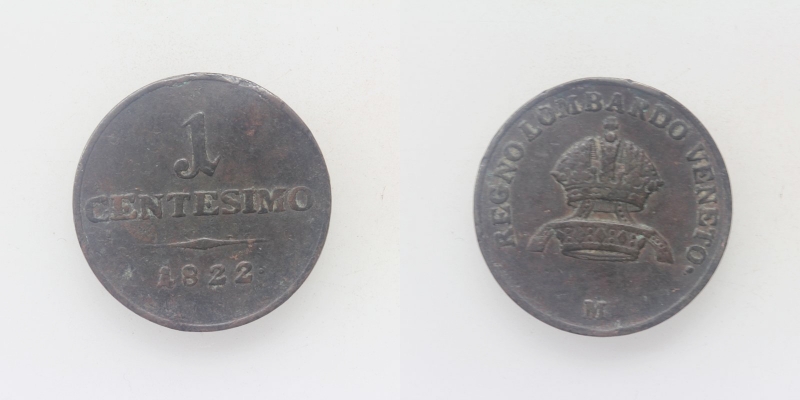 1
CENTESIMO
1822
REGNO LOMBARDO VENETO.
M